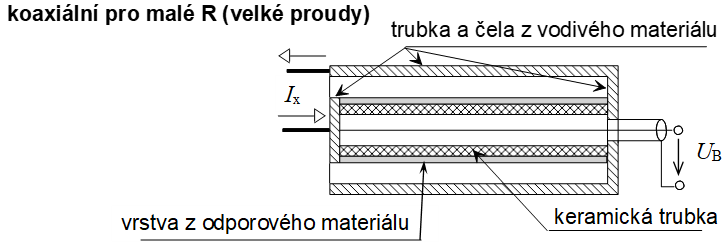 koaxiální pro malé R (velké proudy)
trubka a čela z vodivého materiálu
Ix
UB
vrstva z odporového materiálu
keramická trubka